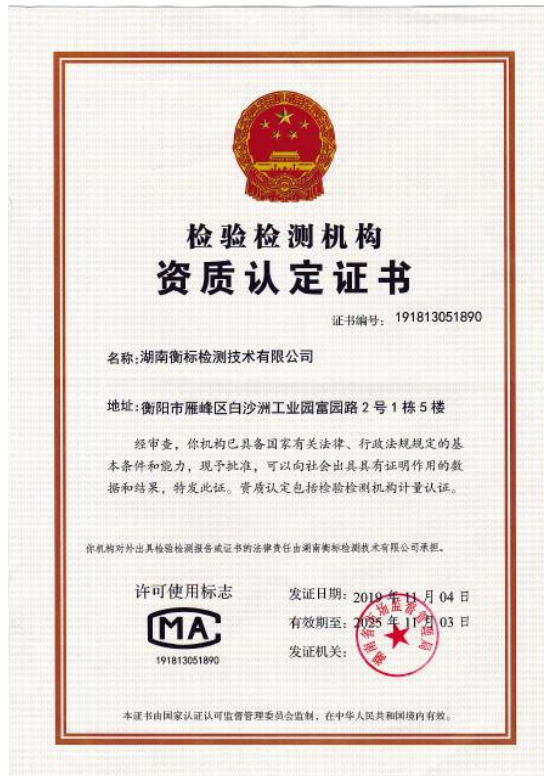 检验检测机构
资质认定证书
证书编号：191813051890
名称:湖南衡标检测技术有限公司
地址:衡阳市雁峰区白沙洲工业园富园路2号1栋5楼
经审查，你机构已具备国家有关法律、行政法规规定的基
本条件和能力，现予批准，可以向社会出具具有证明作用的数
据和结果，特发此证。资质认定包括检验检测机构计量认证。
你机构对外出具检验检测报告或证书的法律责任由湖南衡标检测技术有限公司承担。
许可使用标志
MA
191813051890
发证日期：2019年11月04日
有效期至：2025年11月03日
发证机关：
湖南省市场监督管理局
本证书由国家认证认可监督管理委员会监制，在中华人民共和国境内有效。